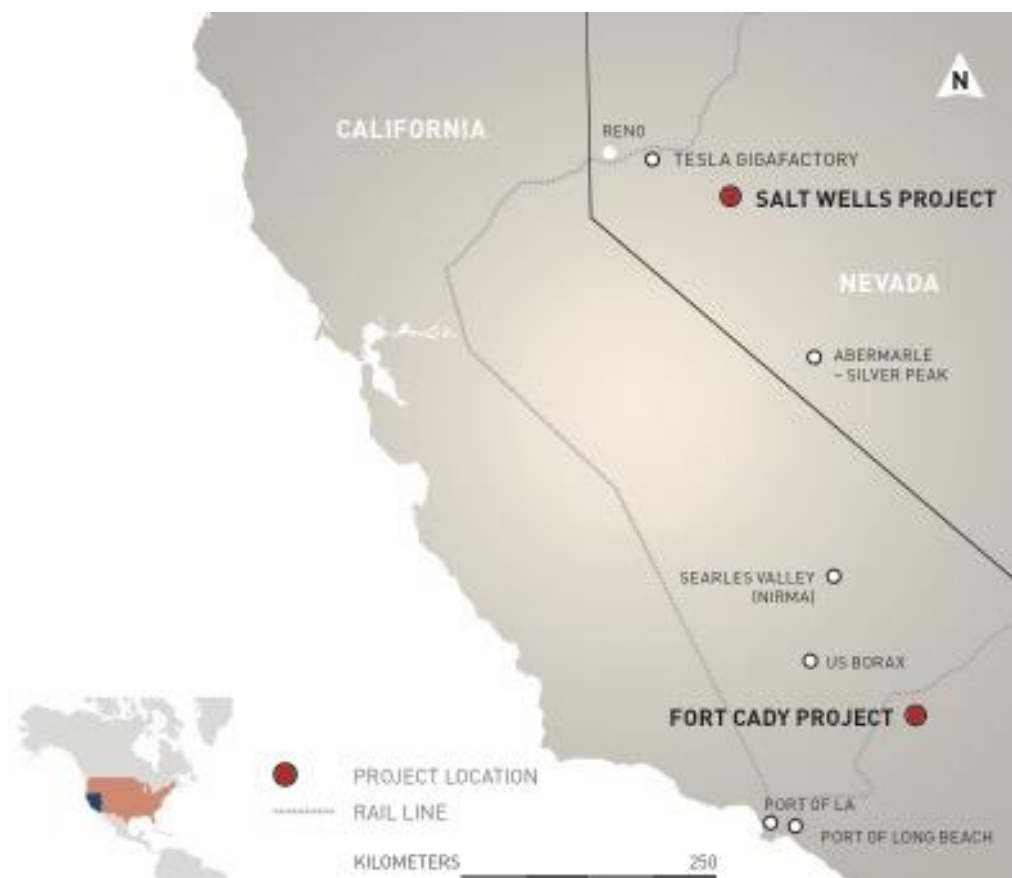 N
CALIFORNIA
RENO
TESLA GIGAFACTORY
SALT WELLS PROJECT
NEVADA
ABERMARLE
– SILVER PEAK
SEARLES VALLEY
(NIRMA)
US BORAX
FORT CADY PROJECT
PROJECT LOCATION
RAIL LINE
PORT OF LA
PORT OF LONG BEACH
KILOMETERS 250